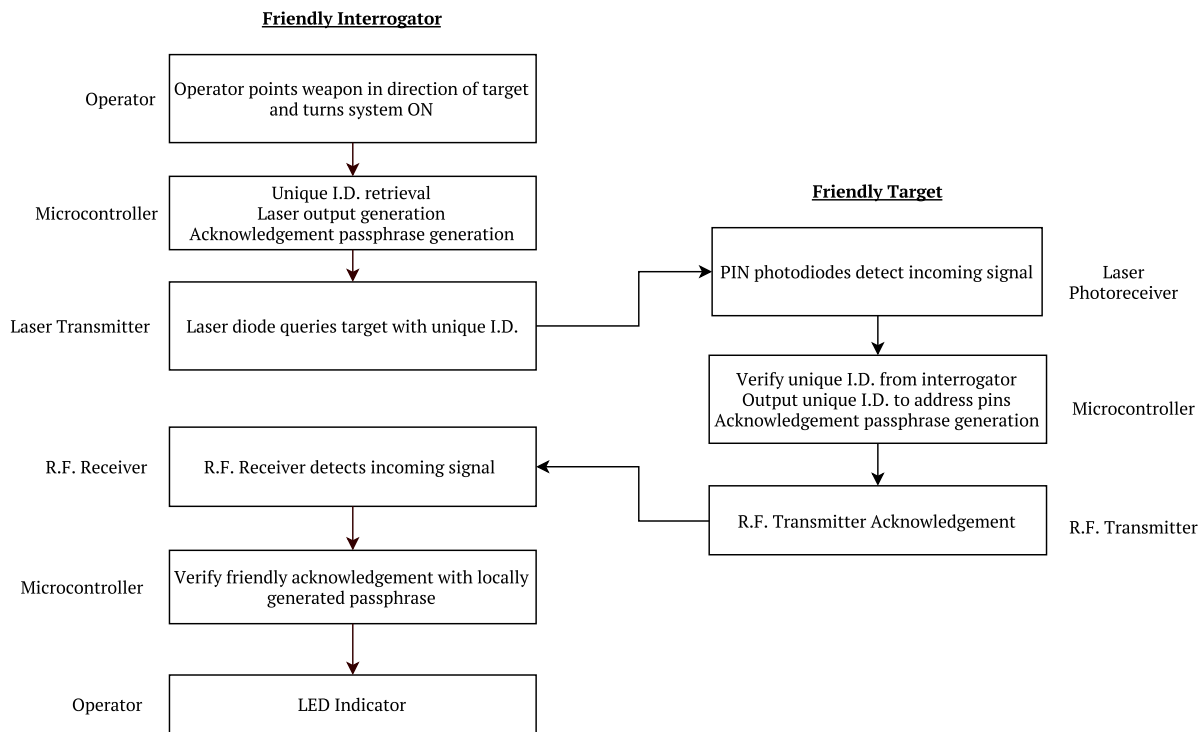 Friendly Interrogator
Operator
Operator points weapon in direction of target
and turns system ON
Microcontroller
Unique I.D. retrieval
Laser output generation
Acknowledgement passphrase generation
Laser Transmitter
Laser diode queries target with unique I.D.
Friendly Target
PIN photodiodes detect incoming signal
Laser
Photoreceiver
Verify unique I.D. from interrogator
Output unique I.D. to address pins
Acknowledgement passphrase generation
Microcontroller
R.F. Transmitter Acknowledgement
R.F. Transmitter
R.F. Receiver
R.F. Receiver detects incoming signal
Microcontroller
Verify friendly acknowledgement with locally
generated passphrase
Operator
LED Indicator